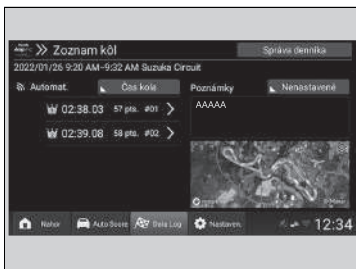 >> Zoznam kôl
Správa denníka
2022/01/26 9:20 AM–9:32 AM Suzuka Circuit
Automat.
Čas kola
Poznámky
Nenastavené
02:38.03 57 pts. #01 >
AAAAA
02:39.08 58 pts. #02 >
Nahor
Auto Score
Data Log
Nastaven.
12:34